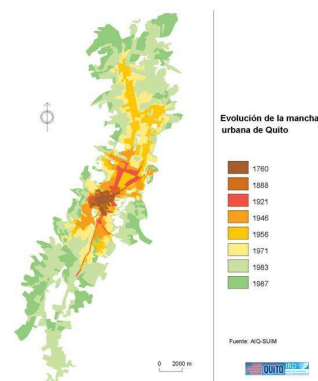 Evolución de la mancha
urbana de Quito
1760
1888
1921
1946
1956
1971
1983
1987
Fuente: AIQ-SUIM
0 2000 m
QUITO